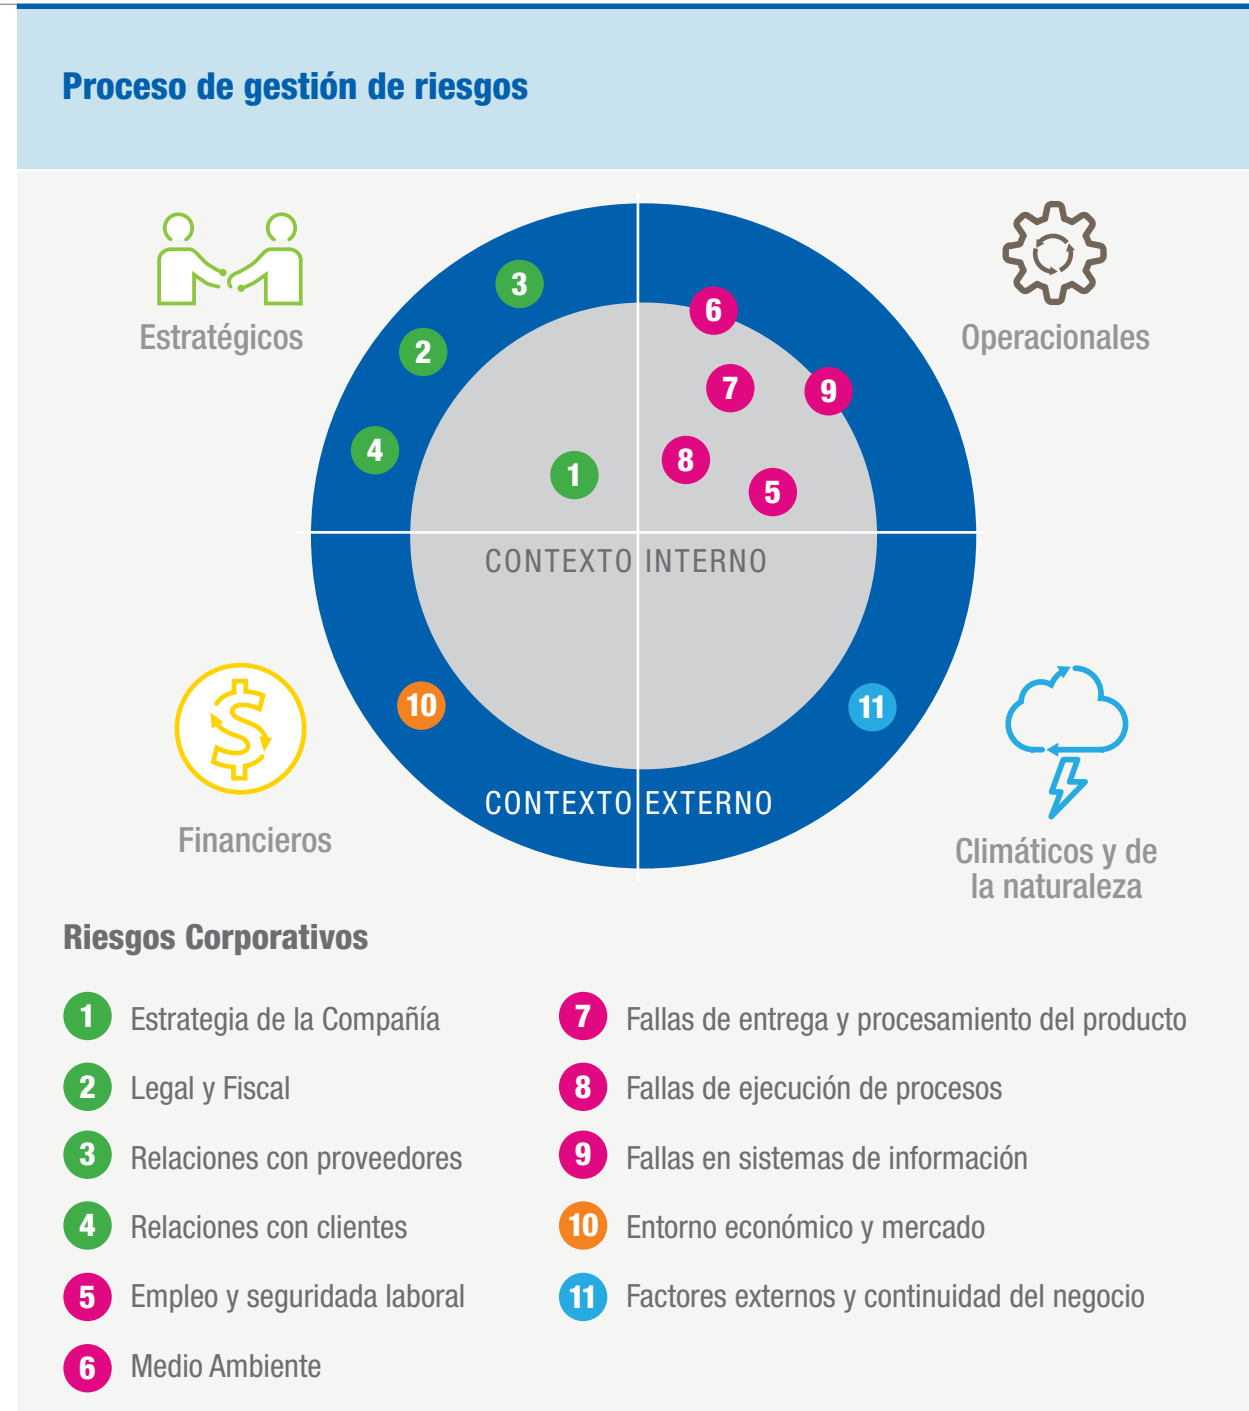 Proceso de gestión de riesgos
Estratégicos
Operacionales
3
2
4
1
6
7
9
8
5
CONTEXTO INTERNO
10
11
CONTEXTO EXTERNO
Financieros
Climáticos y de
la naturaleza
Riesgos Corporativos
1 Estrategia de la Compañía
2 Legal y Fiscal
3 Relaciones con proveedores
4 Relaciones con clientes
5 Empleo y seguridada laboral
6 Medio Ambiente
7 Fallas de entrega y procesamiento del producto
8 Fallas de ejecución de procesos
9 Fallas en sistemas de información
10 Entorno económico y mercado
11 Factores externos y continuidad del negocio